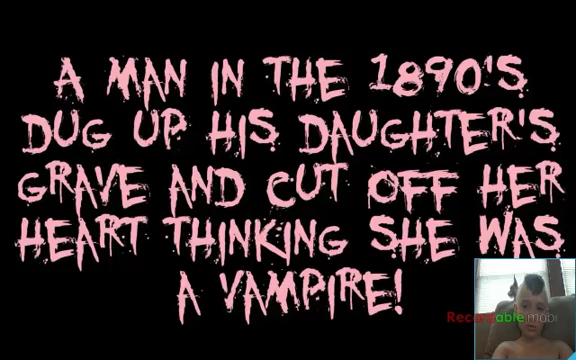 A MAN IN THE 1890'S
DUG UP HIS DAUGHTER'S
GRAVE AND CUT OFF HER
HEART THINKING SHE WAS
A VAMPIRE!
Recordable.mobi